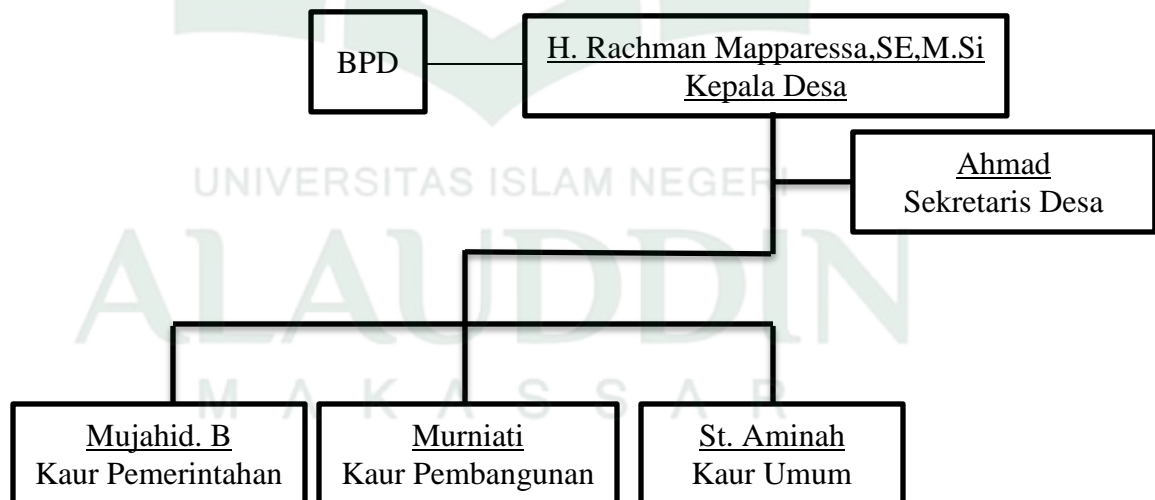 BPD
H. Rachman Mapparessa,SE,M.Si
Kepala Desa
Ahmad
Sekretaris Desa
UNIVERSITAS ISLAM NEGERI
ALAUDDIN
M A K A S S A R
Mujahid. B
Kaur Pemerintahan
Murniati
Kaur Pembangunan
St. Aminah
Kaur Umum